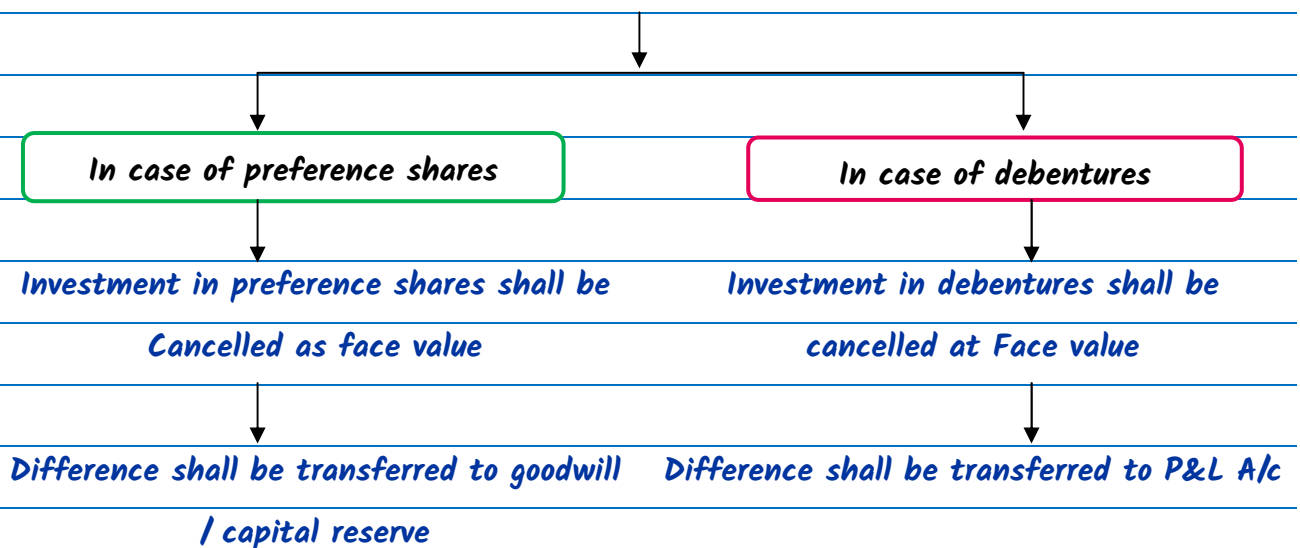 In case of preference shares
In case of debentures
Investment in preference shares shall be
Cancelled as face value
Difference shall be transferred to goodwill
/ capital reserve
Investment in debentures shall be
cancelled at Face value
Difference shall be transferred to P&L A/c